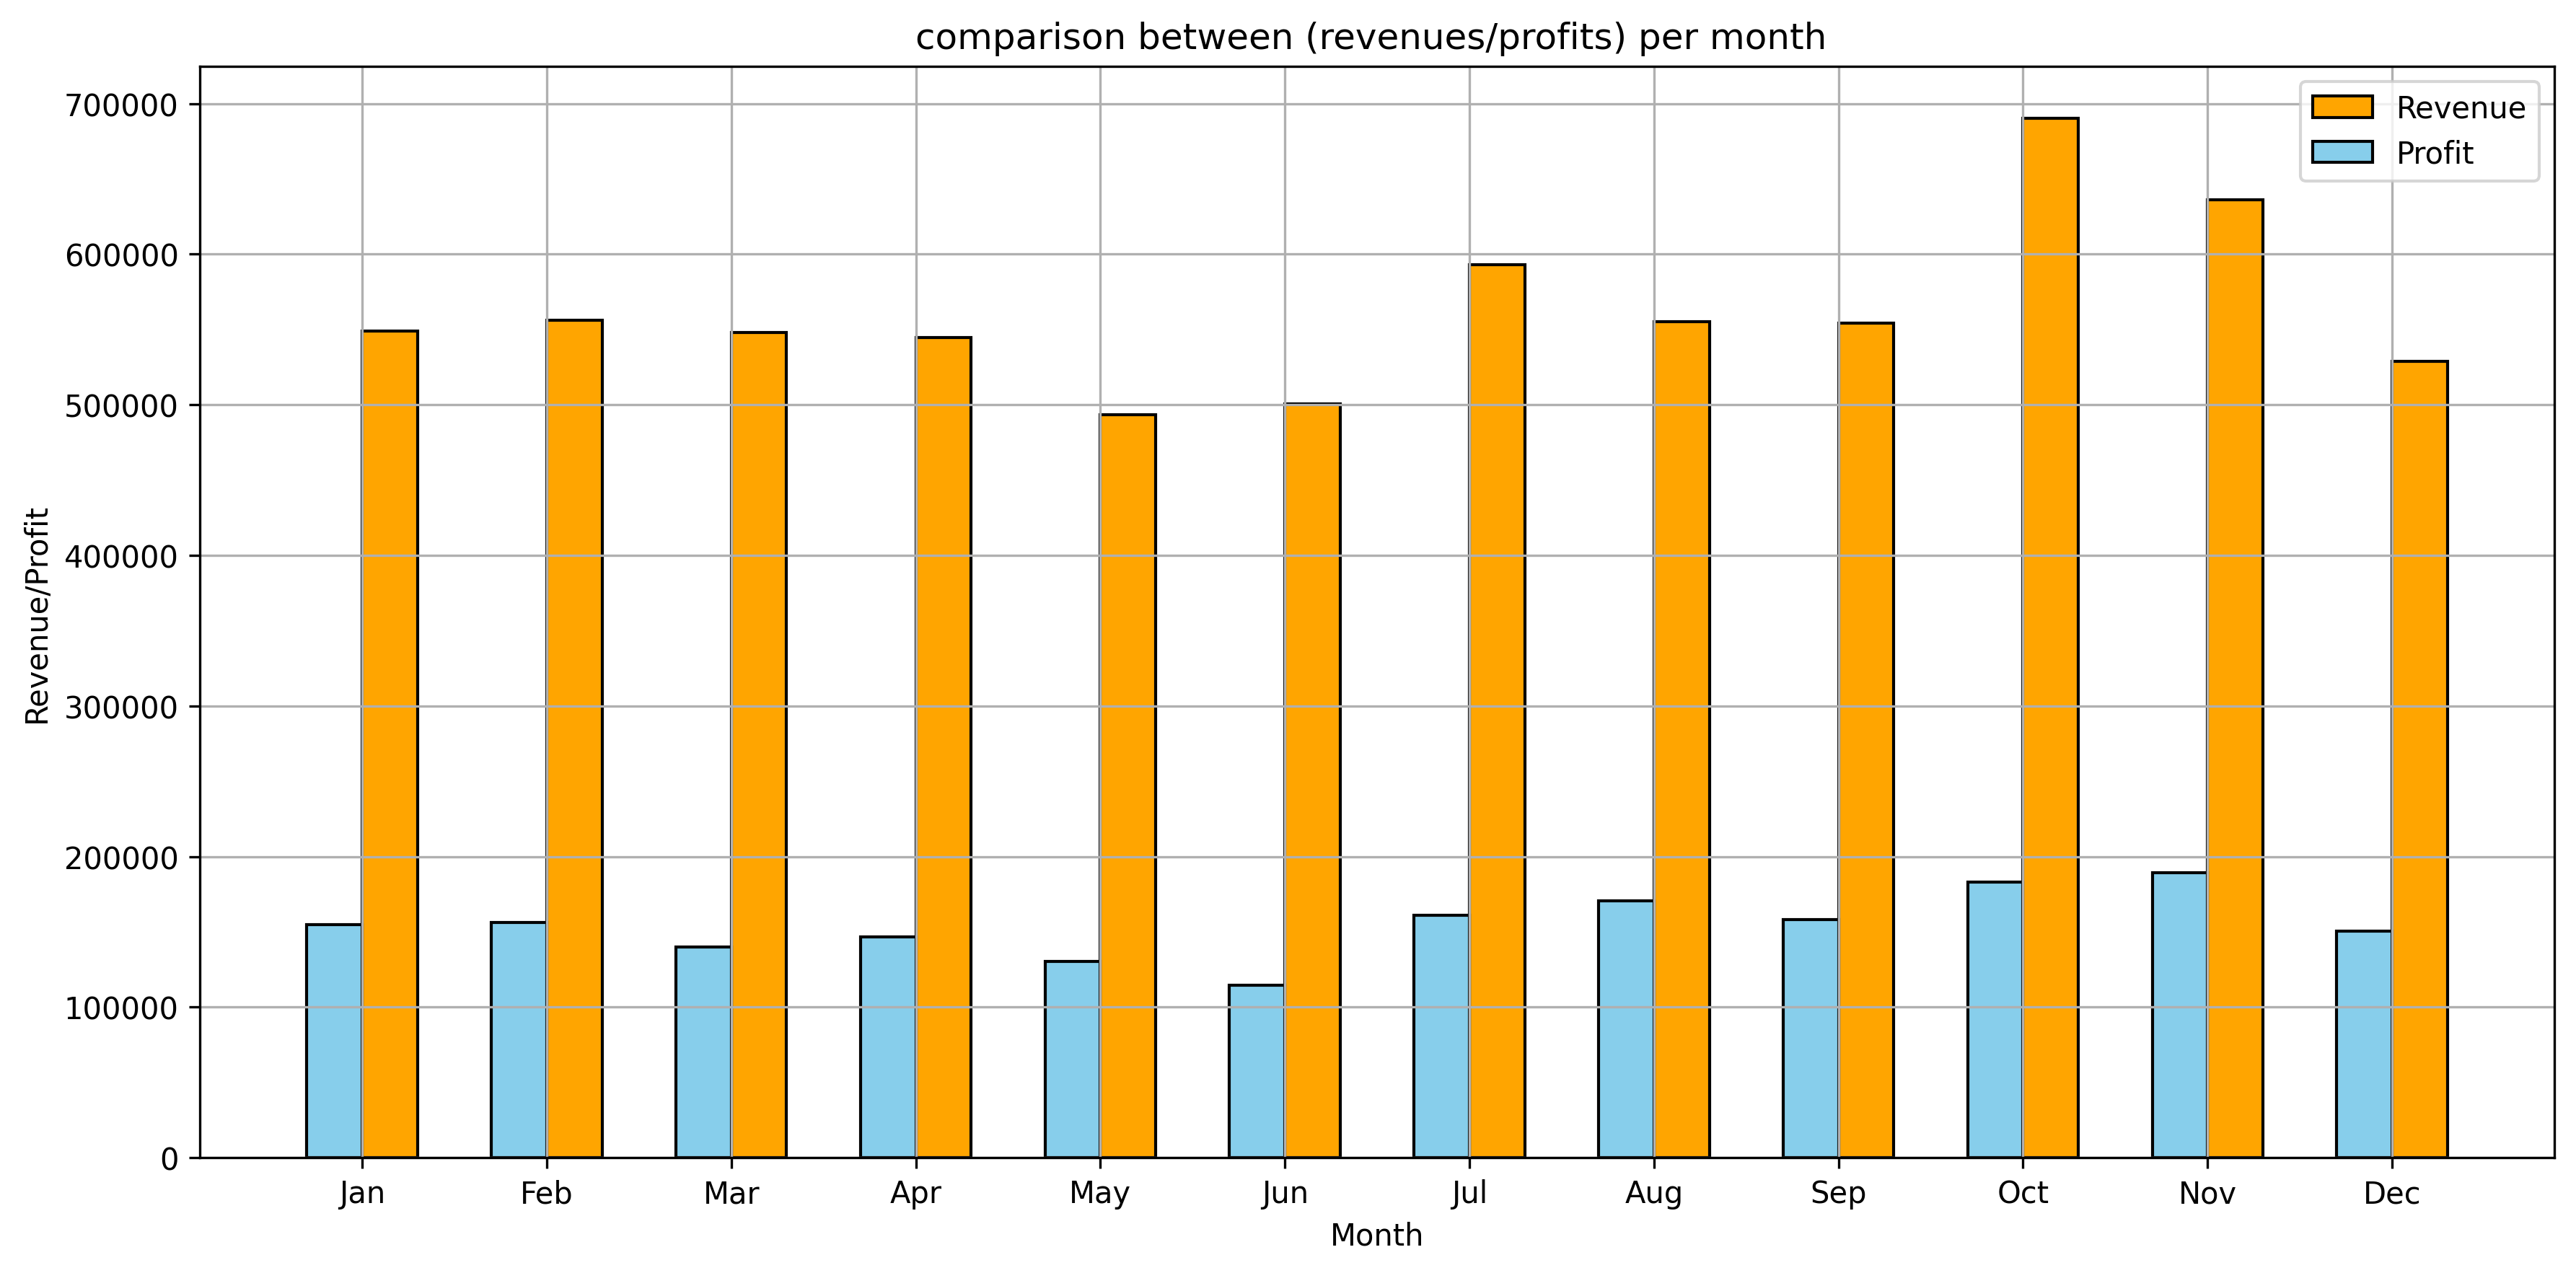 comparison between (revenues/profits) per month
Revenue
Profit
700000
600000
500000
400000
300000
200000
100000
0
Revenue/Profit
Jan Feb Mar Apr May Jun Jul Aug Sep Oct Nov Dec
Month